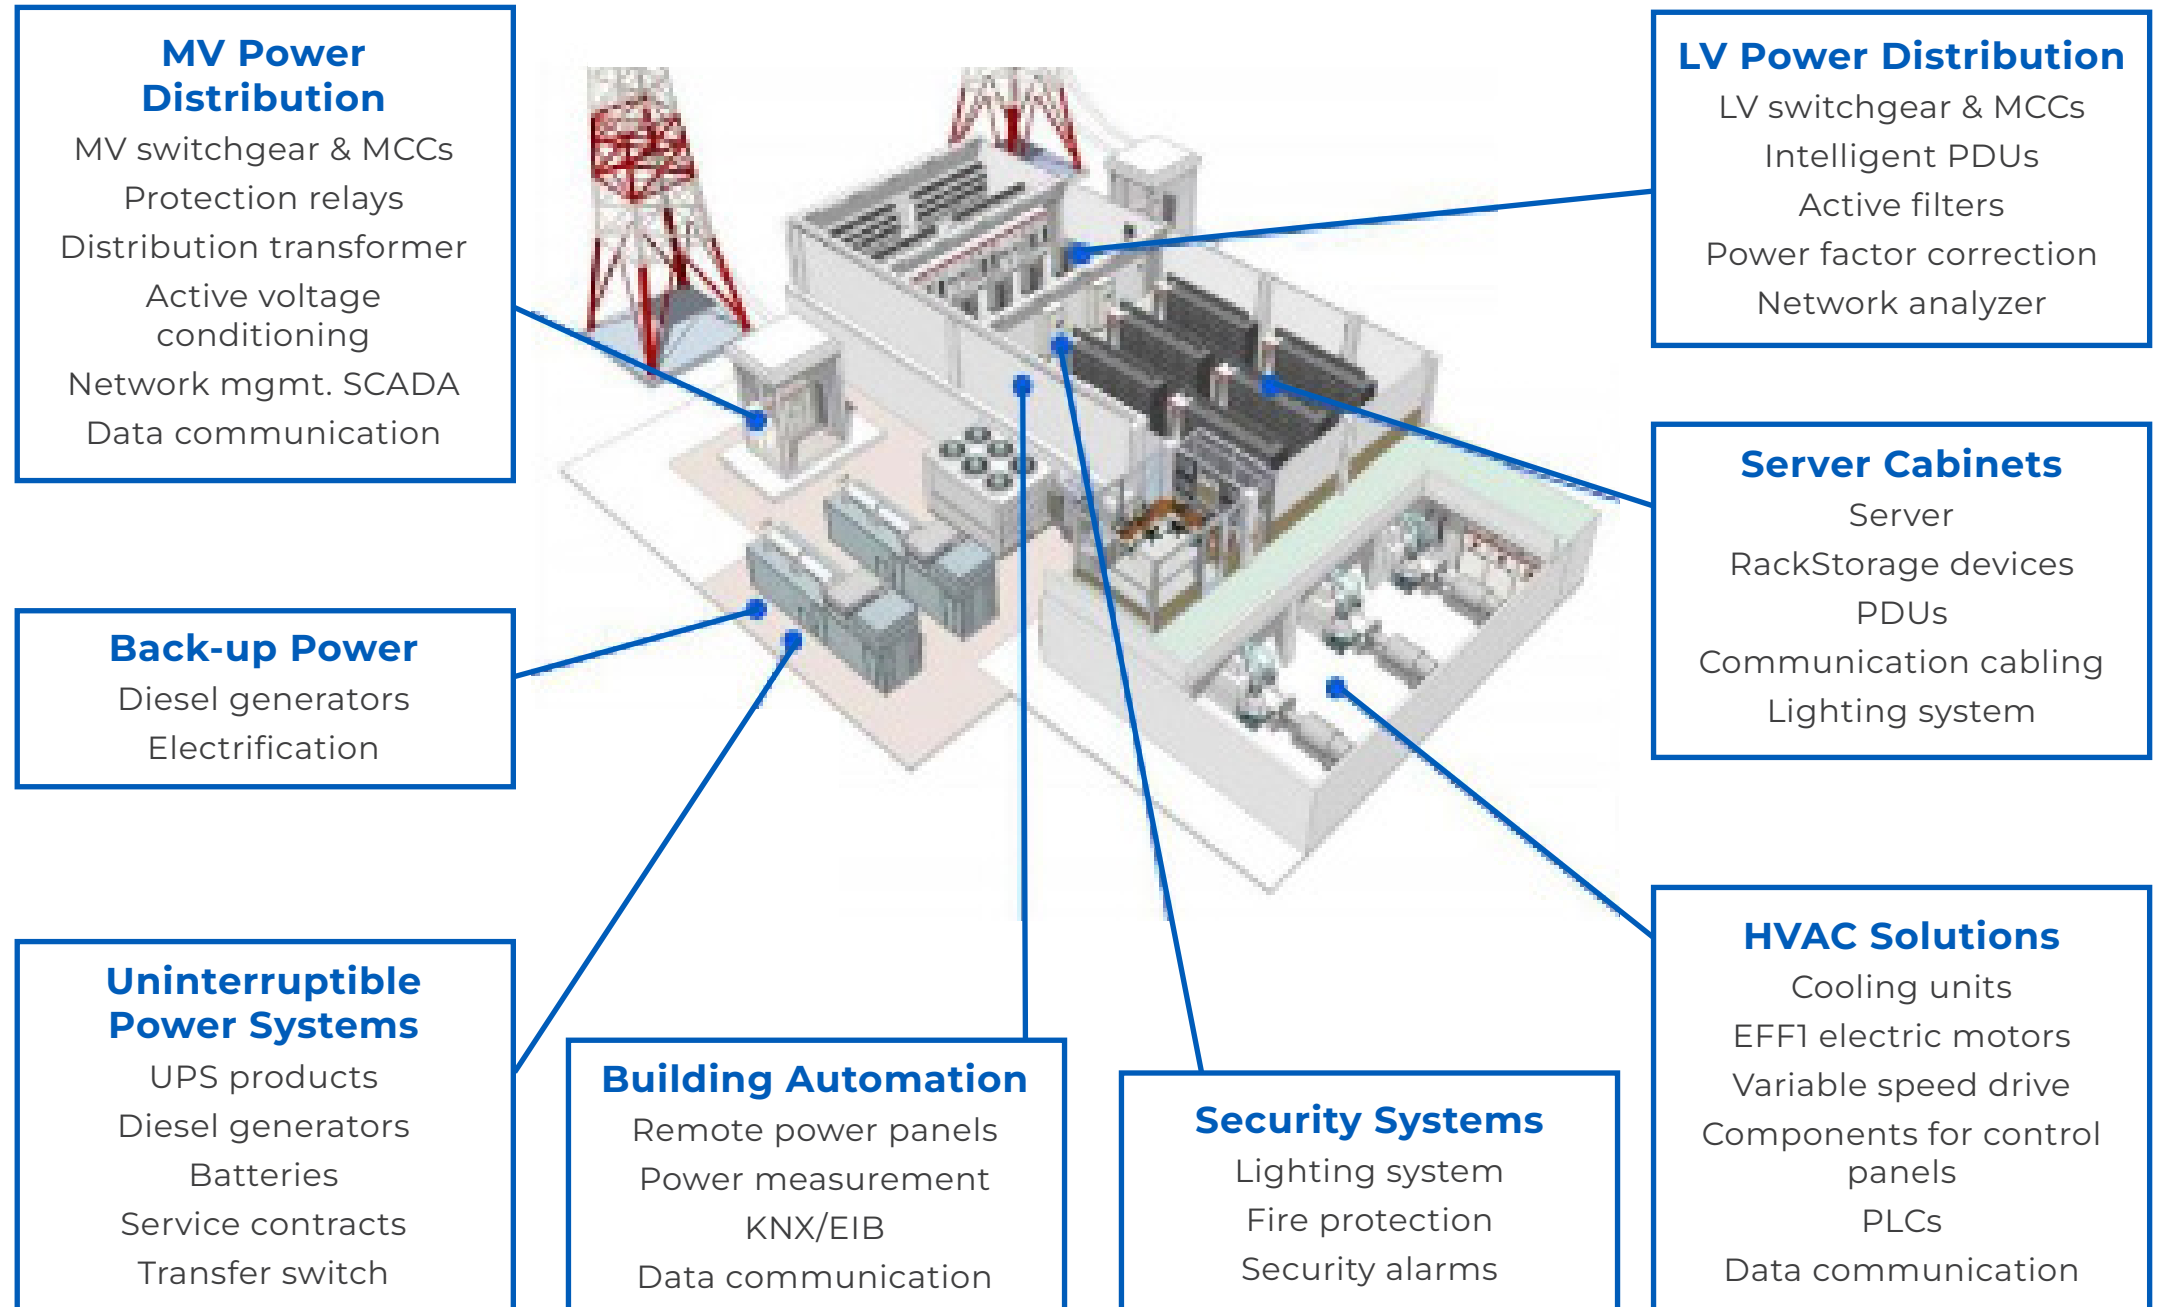 MV Power
Distribution
MV switchgear & MCCs
Protection relays
Distribution transformer
Active voltage
conditioning
Network mgmt. SCADA
Data communication
Back-up Power
Diesel generators
Electrification
Uninterruptible
Power Systems
UPS products
Diesel generators
Batteries
Service contracts
Transfer switch
Building Automation
Remote power panels
Power measurement
KNX/EIB
Data communication
Security Systems
Lighting system
Fire protection
Security alarms
LV Power Distribution
LV switchgear & MCCs
Intelligent PDUs
Active filters
Power factor correction
Network analyzer
Server Cabinets
Server
RackStorage devices
PDUs
Communication cabling
Lighting system
HVAC Solutions
Cooling units
EFF1 electric motors
Variable speed drive
Components for control
panels
PLCs
Data communication